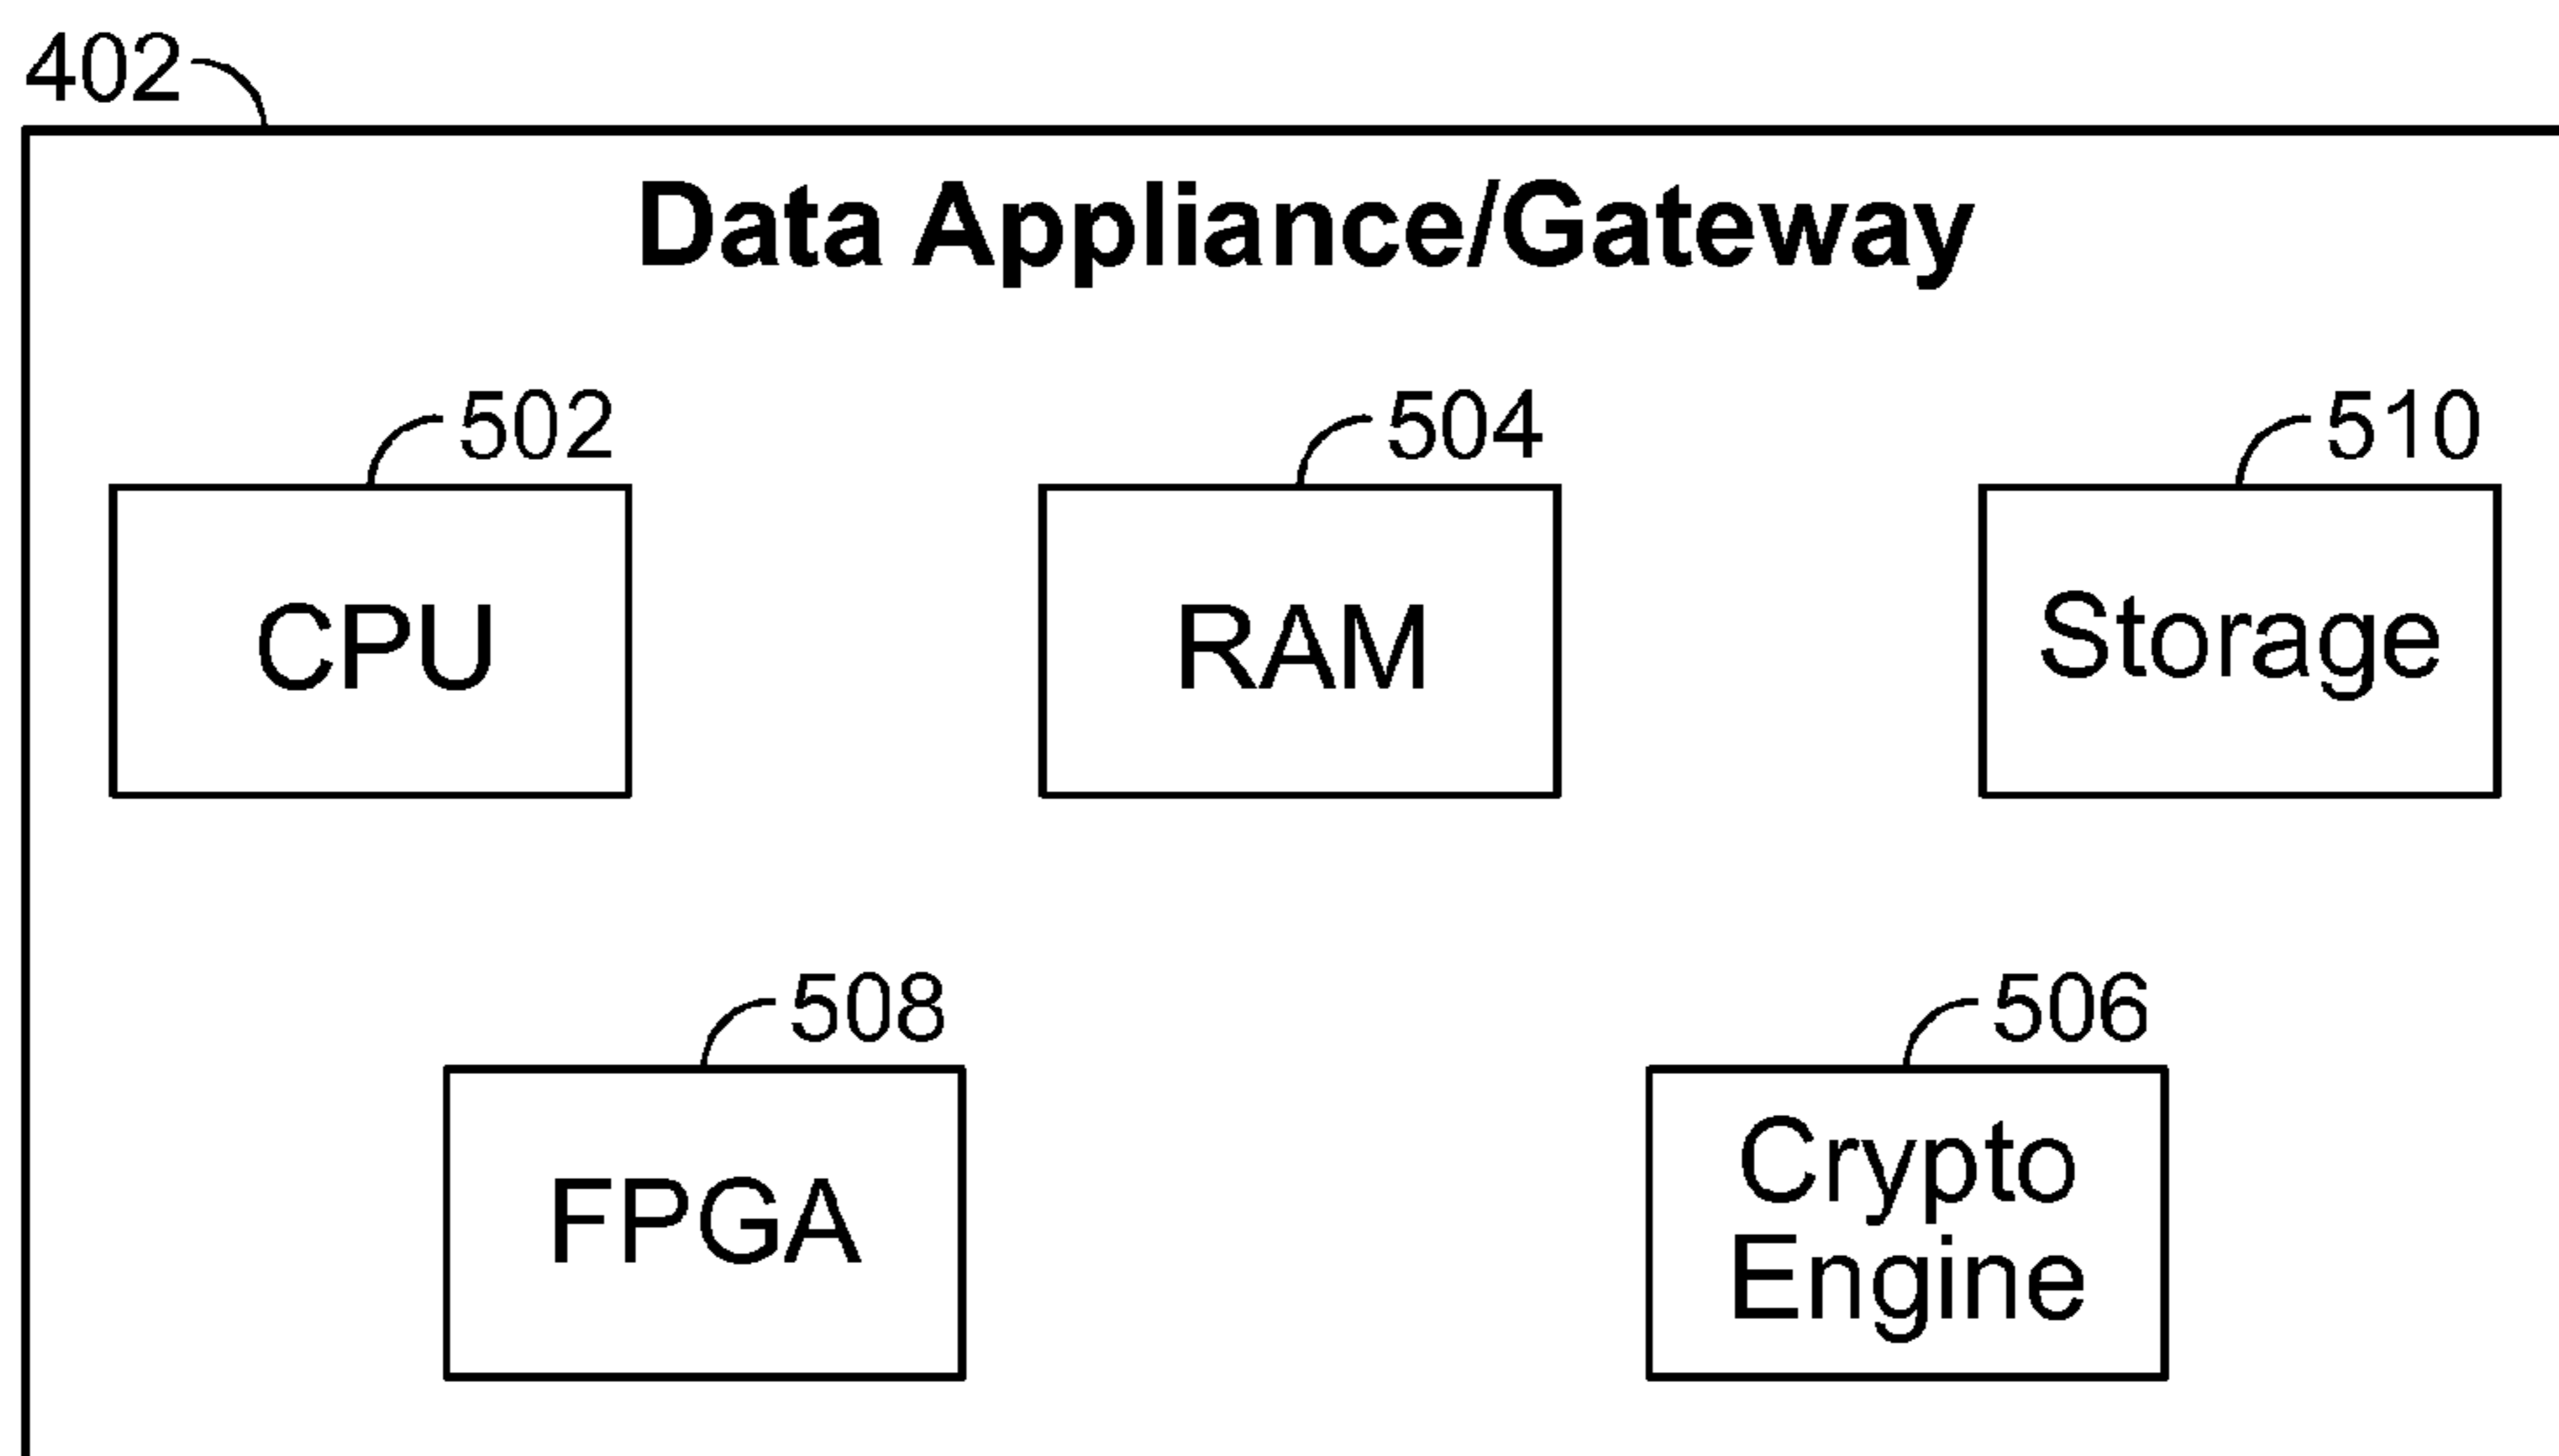 402
Data Appliance/Gateway
502
504
510
CPU
RAM
Storage
508
506
FPGA
Crypto
Engine